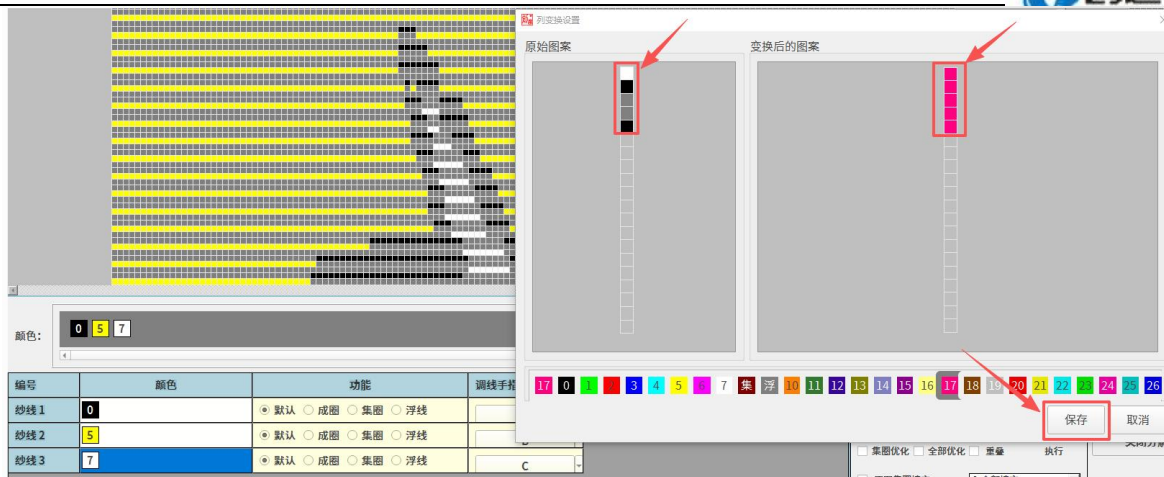 列变换设置
原始图案
变换后的图案
颜色:
0 5 7
17 0 1 2 3 4 5 6 7 集 浮 10 11 12 13 14 15 16 17 18 19 20 21 22 23 24 25 26
保存 取消
编号 颜色 功能
纱线1 0 默认 成圈 集圈 浮线
纱线2 5 默认 成圈 集圈 浮线
纱线3 7 默认 成圈 集圈 浮线 C
集圈优化 全部优化 重叠 执行